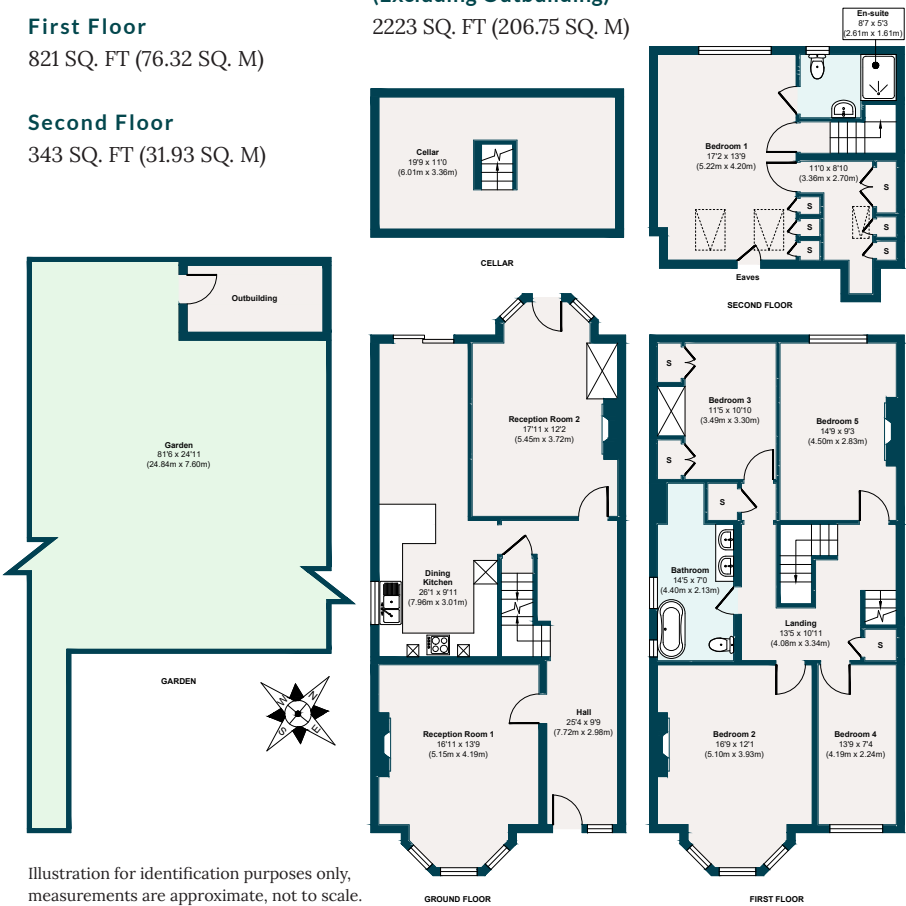 First Floor
821 SQ. FT (76.32 SQ. M)
Second Floor
343 SQ. FT (31.93 SQ. M)
(Excluding Outbuilding)
2223 SQ. FT (206.75 SQ. M)
En-suite
8'7 x 5'3
(2.61m x 1.61m)
Cellar
19'9 x 11'0
(6.01m x 3.36m)
CELLAR
Bedroom 1
17'2 x 13'9
(5.22m x 4.20m)
11'0 x 8'10
(3.36m x 2.70m)
S
S
S
S
S
S
Eaves
SECOND FLOOR
Outbuilding
Garden
81'6 x 24'11
(24.84m x 7.60m)
GARDEN
N
E
S
W
Reception Room 2
17'11 x 12'2
(5.45m x 3.72m)
Dining
Kitchen
26'1 x 9'11
(7.96m x 3.01m)
Hall
25'4 x 9'9
(7.72m x 2.98m)
Reception Room 1
16'11 x 13'9
(5.15m x 4.19m)
GROUND FLOOR
S
Bedroom 3
11'5 x 10'10
(3.49m x 3.30m)
S
Bedroom 5
14'9 x 9'3
(4.50m x 2.83m)
S
Bathroom
14'5 x 7'0
(4.40m x 2.13m)
Landing
13'5 x 10'11
(4.08m x 3.34m)
S
Bedroom 2
16'9 x 12'1
(5.10m x 3.93m)
Bedroom 4
13'9 x 7'4
(4.19m x 2.24m)
FIRST FLOOR
Illustration for identification purposes only,
measurements are approximate, not to scale.